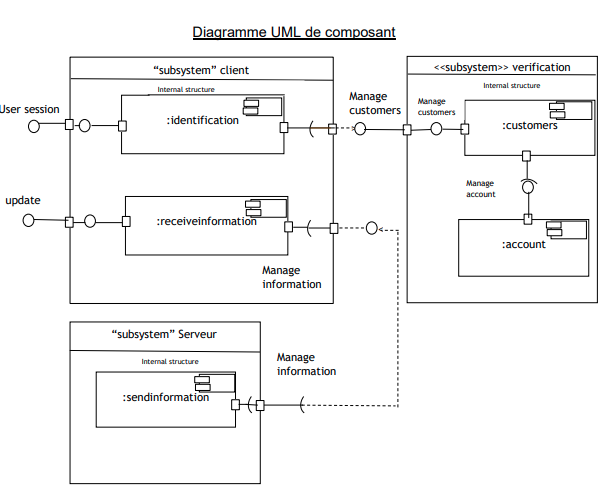 Diagramme UML de composant
“subsystem” client
Internal structure
:identification
User session
Manage
customers
<<subsystem>> verification
Internal structure
Manage
customers
:customers
Manage
account
:account
update
:receiveinformation
Manage
information
“subsystem” Serveur
Internal structure
:sendinformation
Manage
information